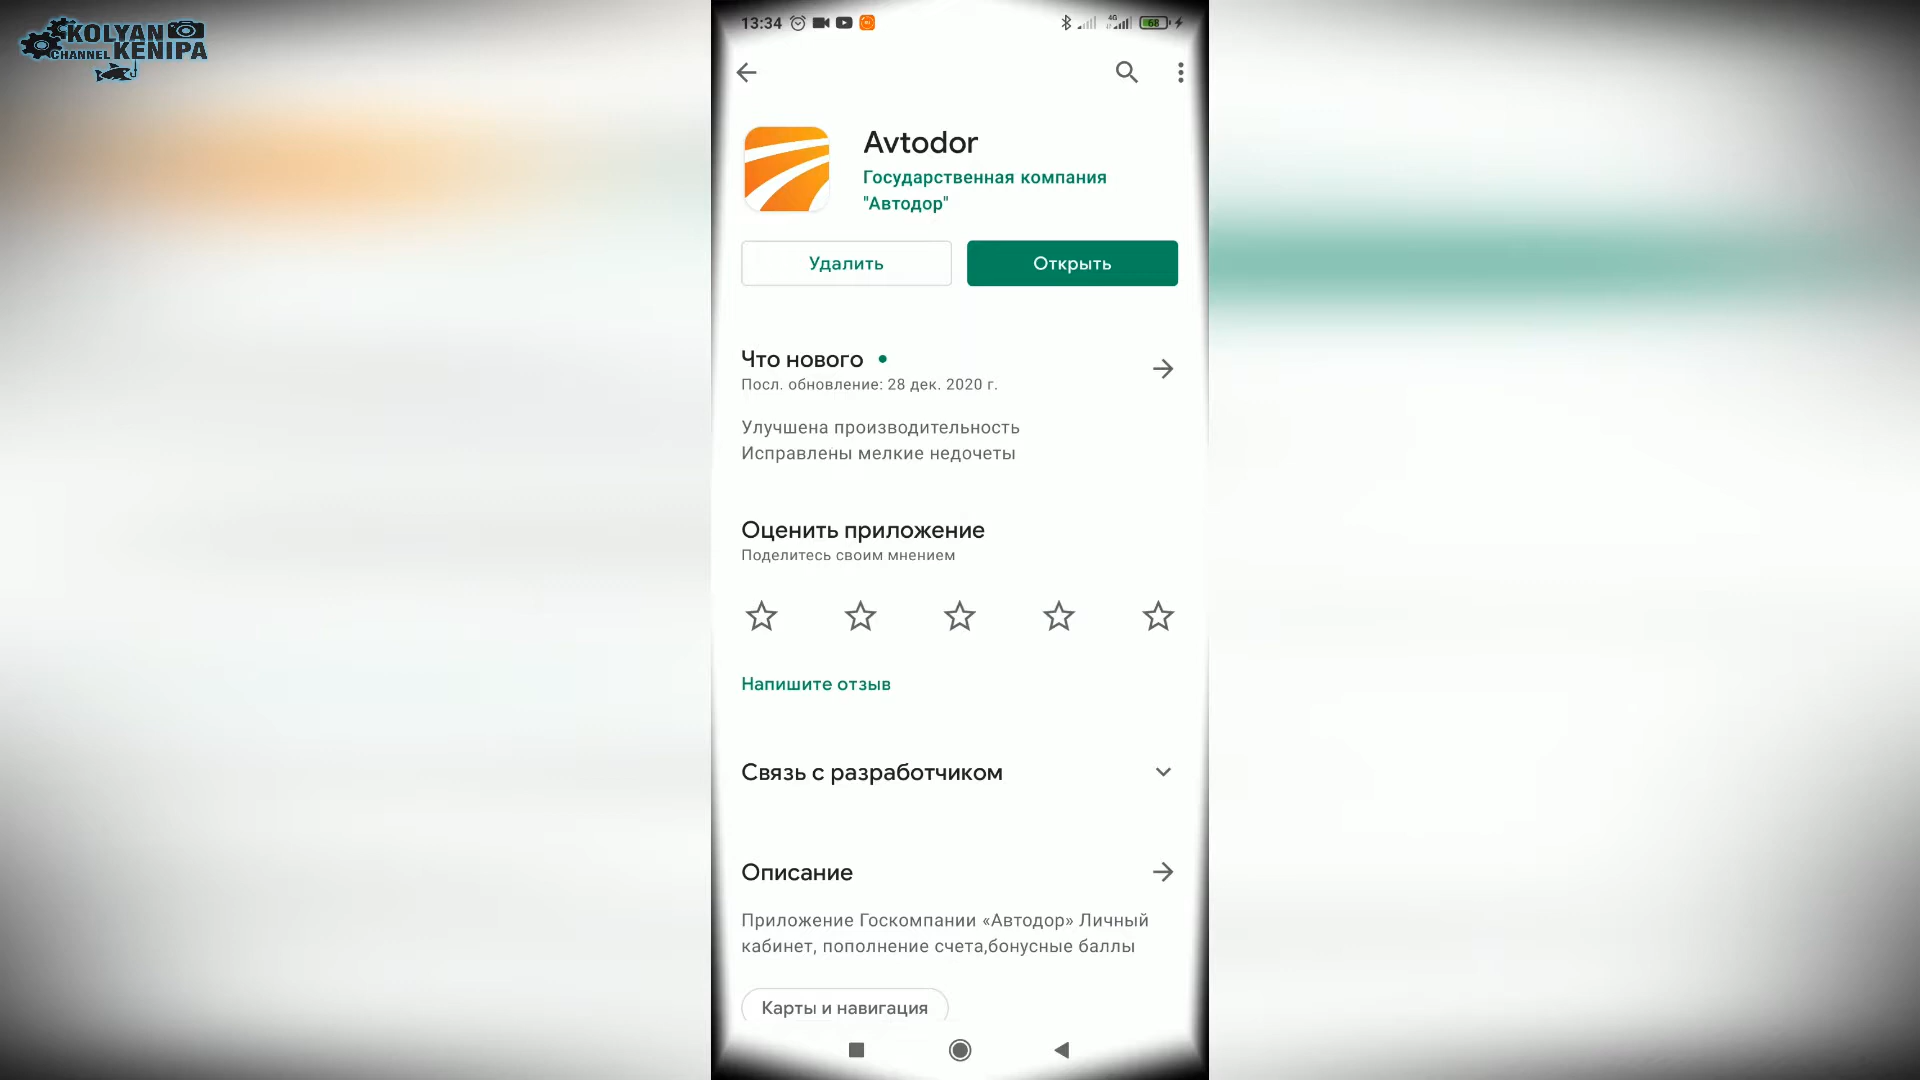 KOLYAN
CHANNEL KENIPA
13:34
4G
68
Avtodor
Государственная компания
"Автодор"
Удалить
Открыть
Что нового
Посл. обновление: 28 дек. 2020 г.
Улучшена производительность
Исправлены мелкие недочеты
Оценить приложение
Поделитесь своим мнением
Напишите отзыв
Связь с разработчиком
Описание
Приложение Госкомпании «Автодор» Личный
кабинет, пополнение счета,бонусные баллы
Карты и навигация